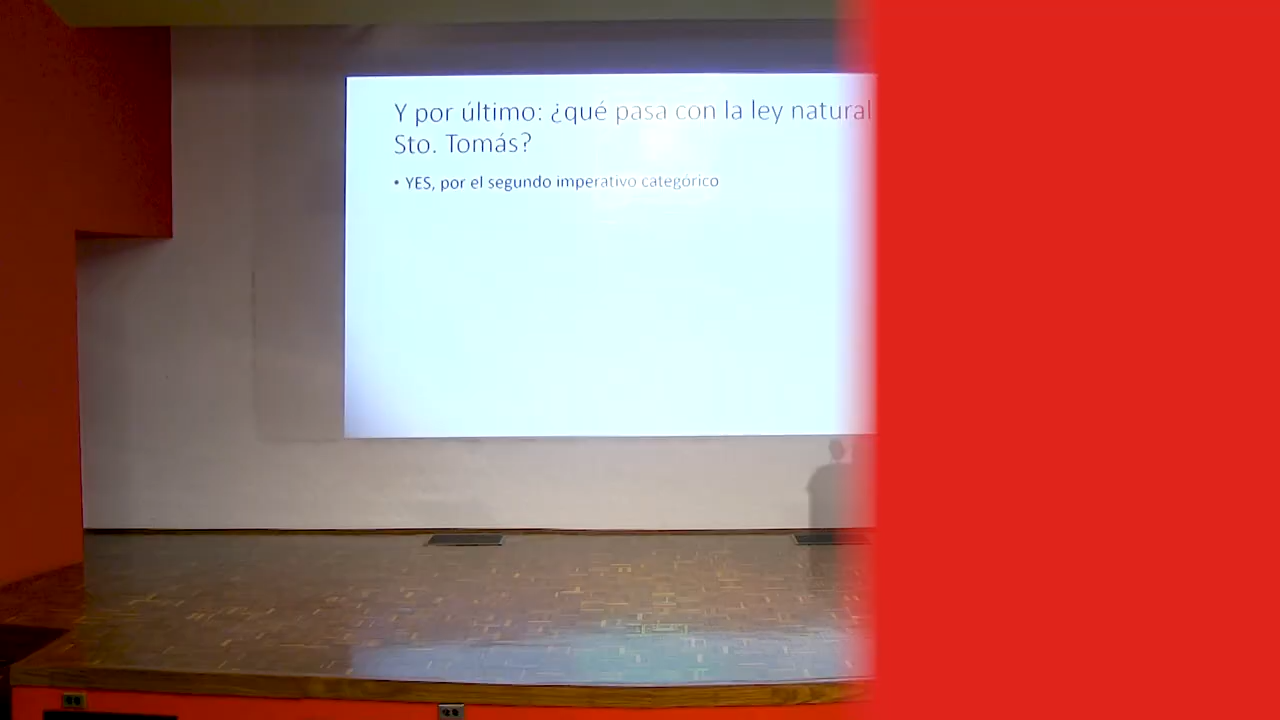 Y por último: ¿qué pasa con la ley natural
Sto. Tomás?
• YES, por el segundo imperativo categórico